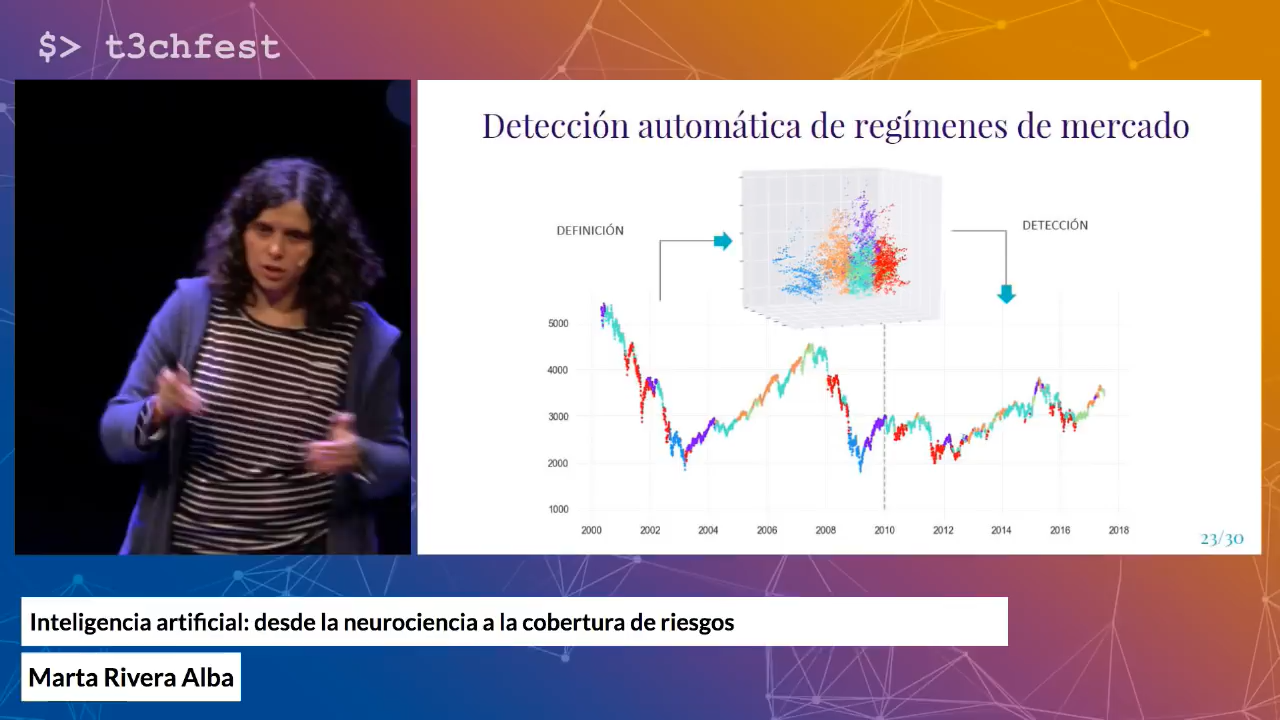 $> t3chfest
Detección automática de regímenes de mercado
DEFINICIÓN
DETECCIÓN
5000
4000
3000
2000
1000
2000 2002 2004 2006 2008 2010 2012 2014 2016 2018
23/30
Inteligencia artificial: desde la neurociencia a la cobertura de riesgos
Marta Rivera Alba